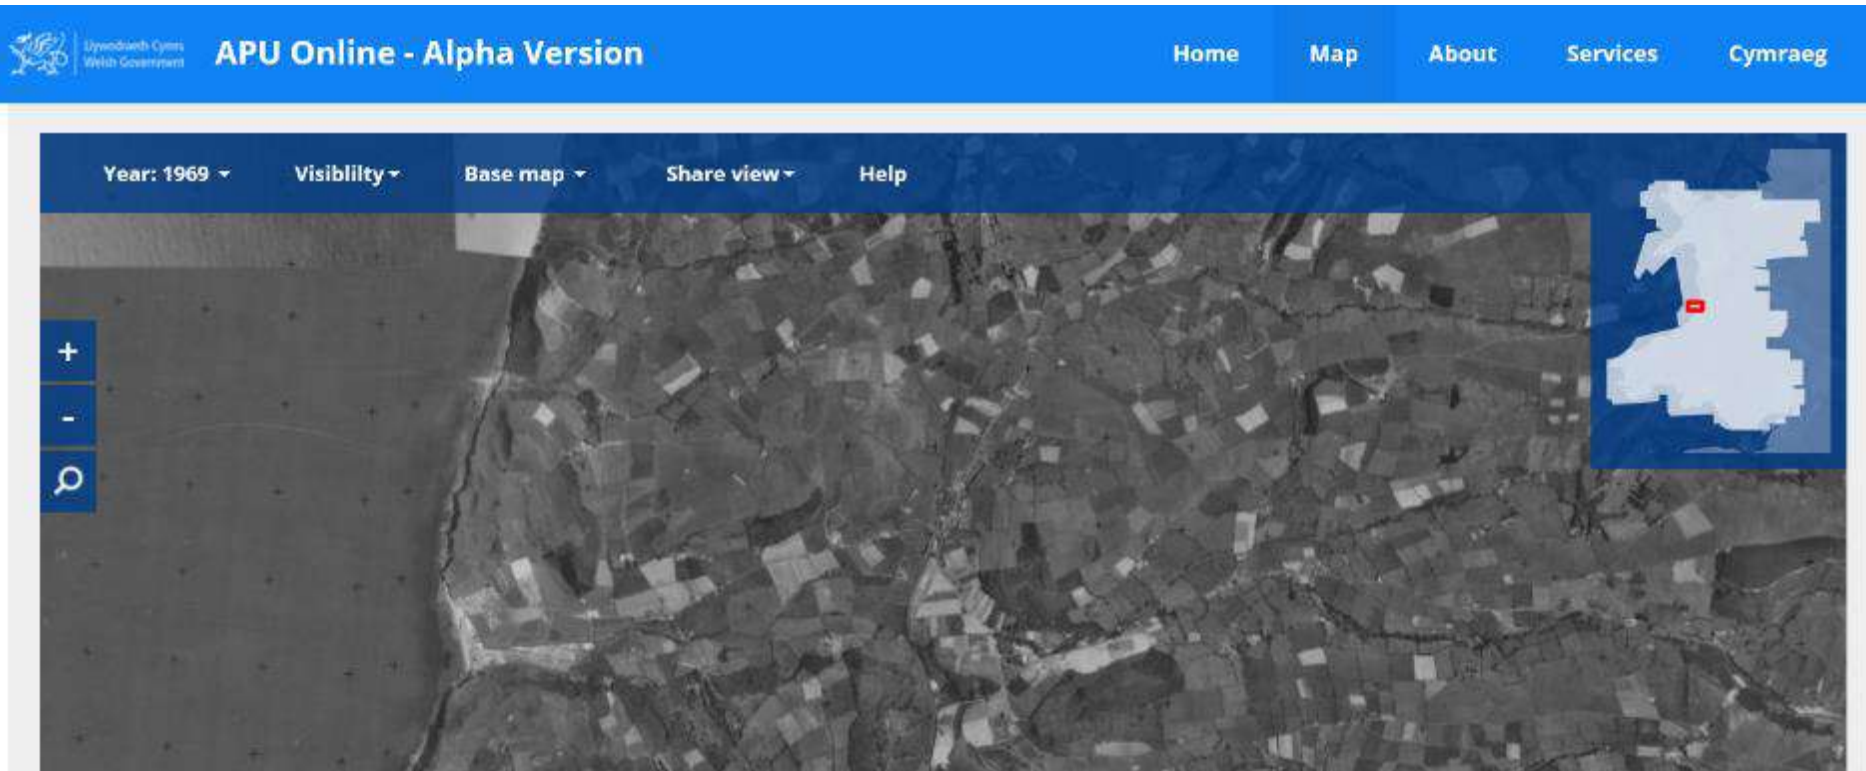 Llywodraeth Cymru
Welsh Government
APU Online - Alpha Version
Home
Map
About
Services
Cymraeg
Year: 1969
Visiblilty
Base map
Share view
Help
+
-